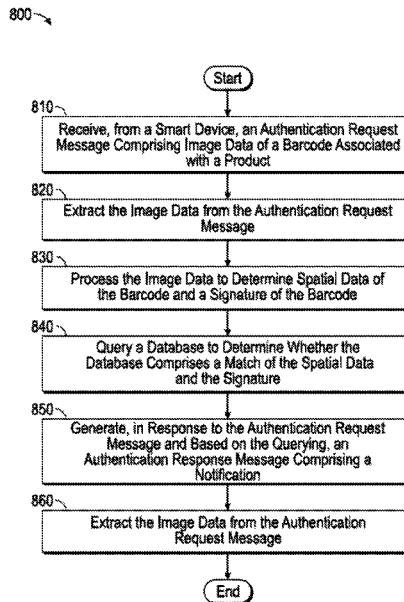 800
Start
810
Receive, from a Smart Device, an Authentication Request
Message Comprising Image Data of a Barcode Associated
with a Product
820
Extract the Image Data from the Authentication Request
Message
830
Process the Image Data to Determine Spatial Data of
the Barcode and a Signature of the Barcode
840
Query a Database to Determine Whether the
Database Comprises a Match of the Spatial Data
and the Signature
850
Generate, in Response to the Authentication Request
Message and Based on the Querying, an
Authentication Response Message Comprising a
Notification
860
Extract the Image Data from the Authentication
Request Message
End